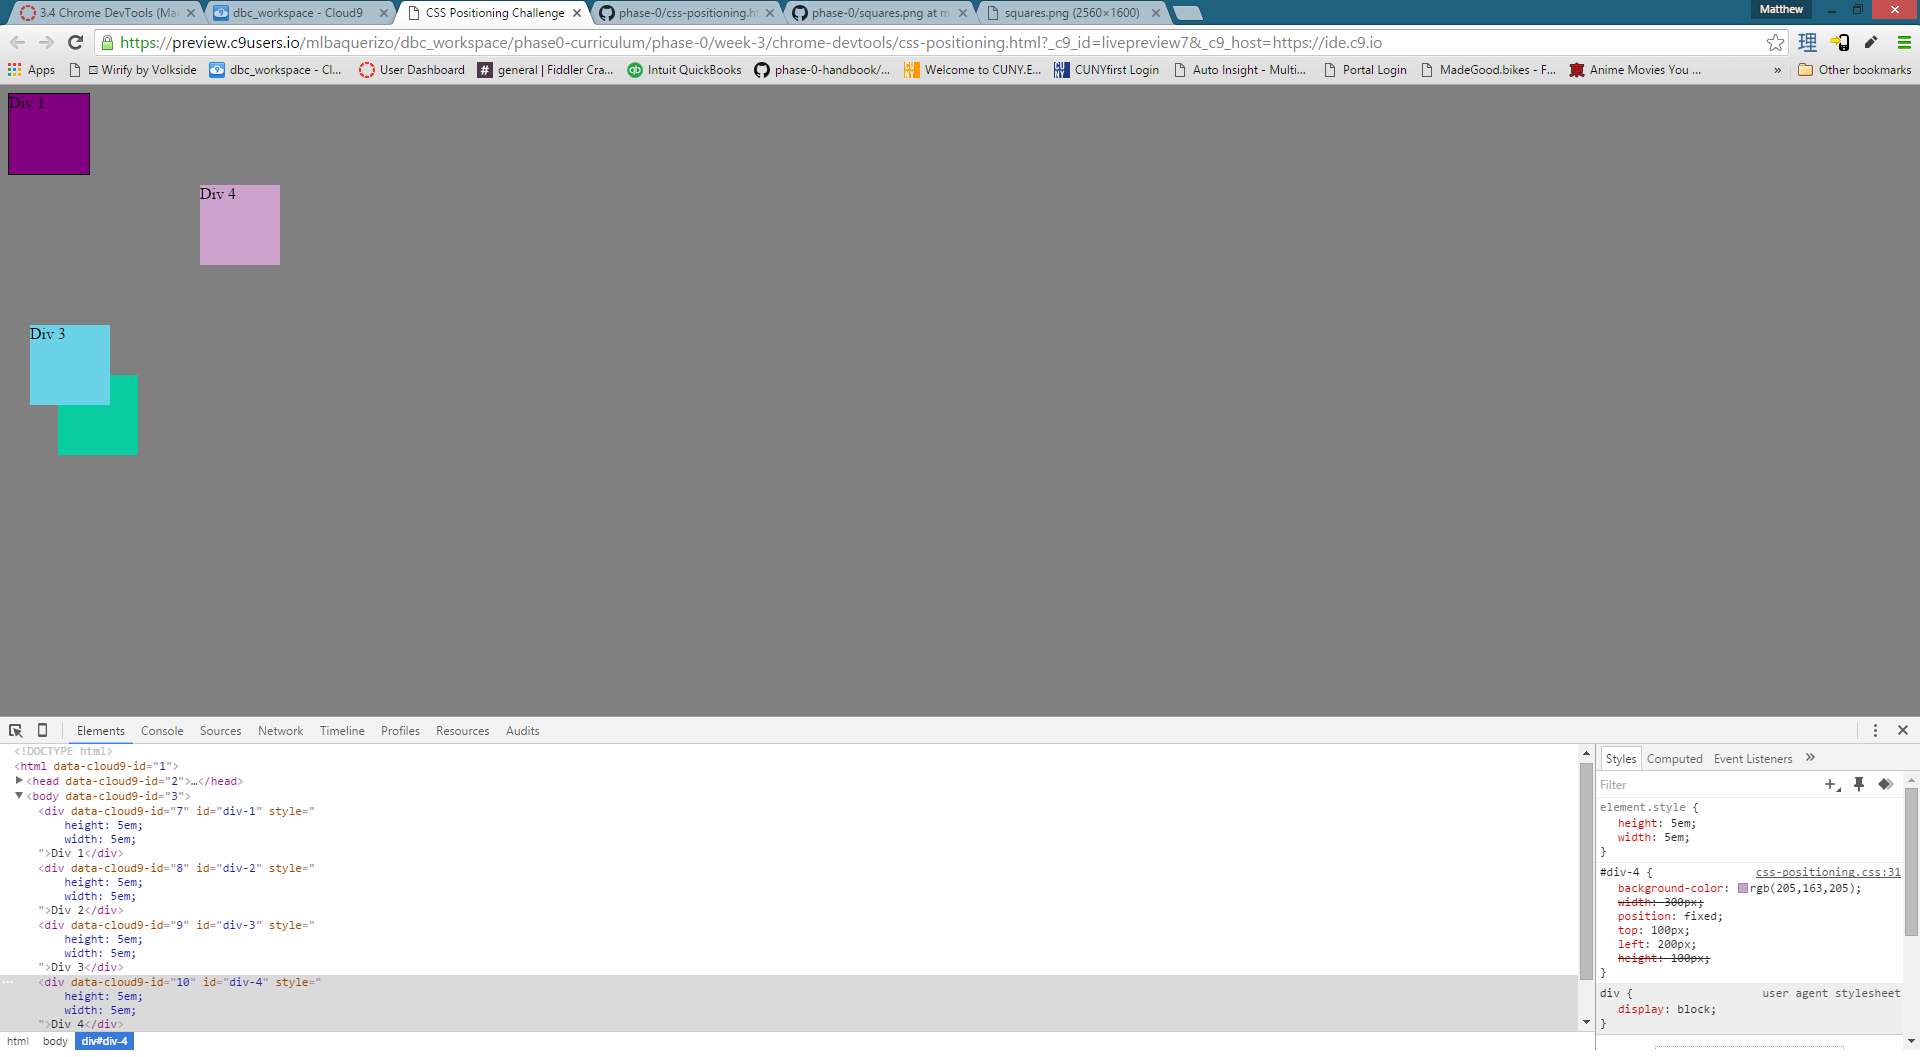 3.4 Chrome DevTools (Ma
dbc_workspace - Cloud9
CSS Positioning Challenge
phase-0/css-positioning.h
phase-0/squares.png at m
squares.png (2560×1600)
Matthew
https://preview.c9users.io/mlbaquerizo/dbc_workspace/phase0-curriculum/phase-0/week-3/chrome-devtools/css-positioning.html?_c9_id=livepreview7&_c9_host=https://ide.c9.io
Apps
Wirify by Volkside
dbc_workspace - Cl...
User Dashboard
general | Fiddler Cra...
Intuit QuickBooks
phase-0-handbook/...
Welcome to CUNY.E...
CUNYfirst Login
Auto Insight - Multi...
Portal Login
MadeGood.bikes - F...
Anime Movies You ...
»
Other bookmarks
Div 1
Div 4
Div 3
Elements Console Sources Network Timeline Profiles Resources Audits
<!DOCTYPE html>
<html data-cloud9-id="1">
<head data-cloud9-id="2">…</head>
<body data-cloud9-id="3">
<div data-cloud9-id="7" id="div-1" style="
height: 5em;
width: 5em;
">Div 1</div>
<div data-cloud9-id="8" id="div-2" style="
height: 5em;
width: 5em;
">Div 2</div>
<div data-cloud9-id="9" id="div-3" style="
height: 5em;
width: 5em;
">Div 3</div>
<div data-cloud9-id="10" id="div-4" style="
height: 5em;
width: 5em;
">Div 4</div>
html body div#div-4
Styles Computed Event Listeners »
Filter
element.style {
height: 5em;
width: 5em;
}
#div-4 { css-positioning.css:31
background-color: rgb(205,163,205);
width: 300px;
position: fixed;
top: 100px;
left: 200px;
height: 100px;
}
div { user agent stylesheet
display: block;
}